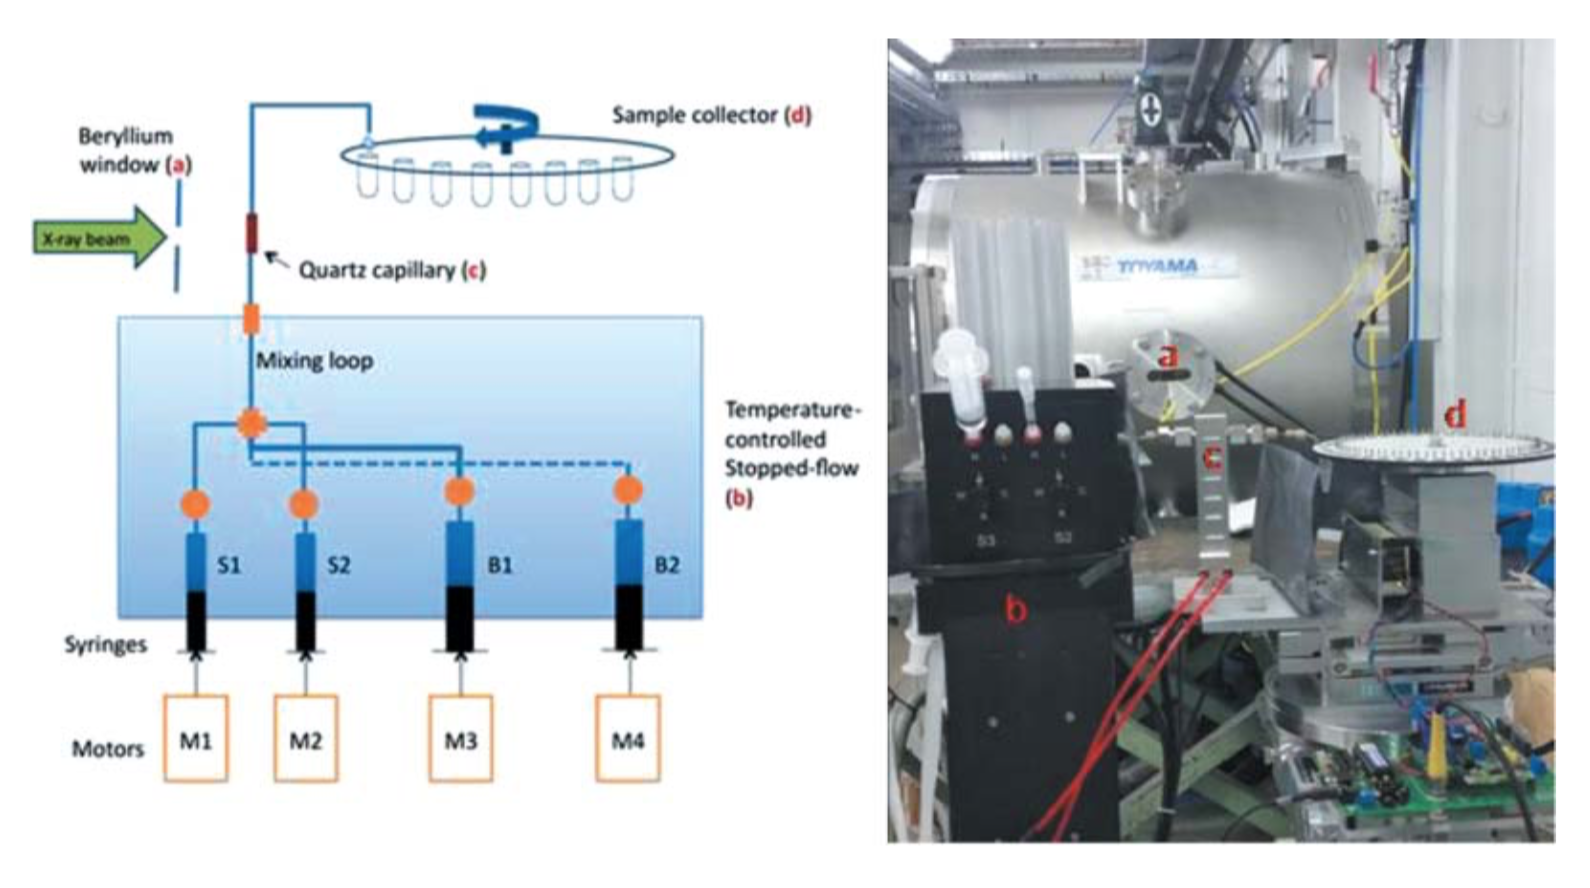 Beryllium
window (a)
Sample collector (d)
X-ray beam
Quartz capillary (c)
Mixing loop
Temperature-
controlled
Stopped-flow
(b)
S1
S2
B1
B2
Syringes
Motors
M1
M2
M3
M4
TOYAMA
a
d
c
S3
S2
b